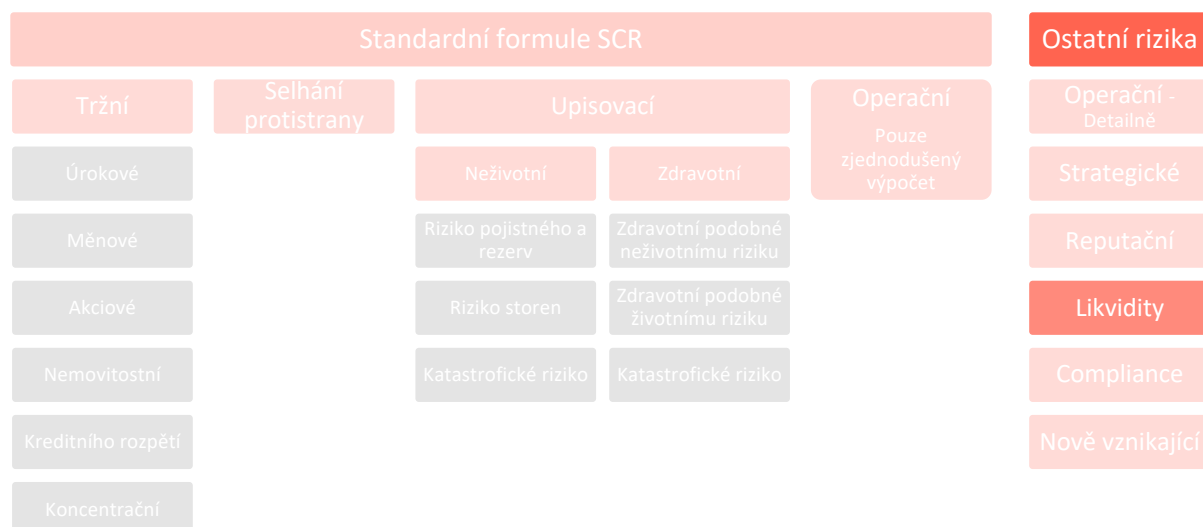 Standardní formule SCR
Ostatní rizika
Tržní
Selhání
protistrany
Upisovací
Operační
Pouze
zjednodušený
výpočet
Operační -
Detailně
Úrokové
Neživotní
Zdravotní
Strategické
Měnové
Riziko pojistného a
rezerv
Zdravotní podobné
neživotnímu riziku
Reputační
Akciové
Riziko storen
Zdravotní podobné
životnímu riziku
Likvidity
Nemovitostní
Katastrofické riziko
Katastrofické riziko
Compliance
Kreditního rozpětí
Nově vznikající
Koncentrační